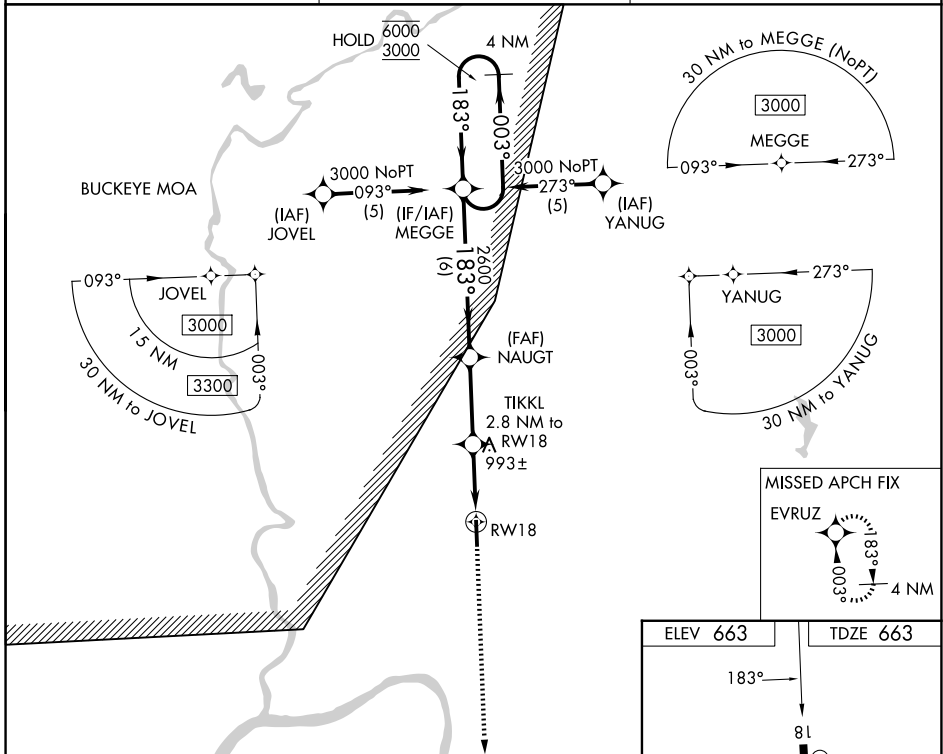 HOLD 6000
3000
4 NM
183°
003°
30 NM to MEGGE (NoPT)
3000
MEGGE
093°
273°
BUCKEYE MOA
3000 NoPT
093°
(5)
(IAF)
JOVEL
(IF/IAF)
MEGGE
3000 NoPT
273°
(5)
(IAF)
YANUG
2600
183°
(6)
093°
JOVEL
3000
15 NM
3300
003°
30 NM to JOVEL
273°
YANUG
3000
003°
30 NM to YANUG
(FAF)
NAUGT
TIKKL
2.8 NM to
RW18
993±
RW18
MISSED APCH FIX
EVRUZ
183°
003°
4 NM
ELEV 663
TDZE 663
183°
18